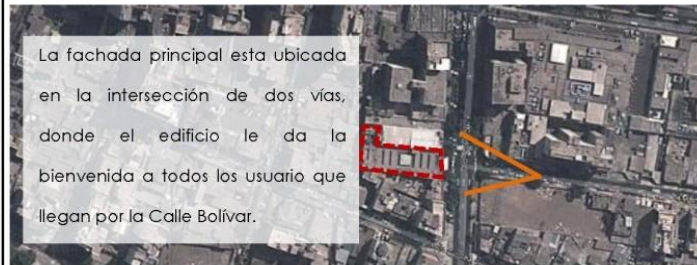 La fachada principal esta ubicada
en la intersección de dos vías,
donde el edificio le da la
bienvenida a todos los usuario que
llegan por la Calle Bolívar.